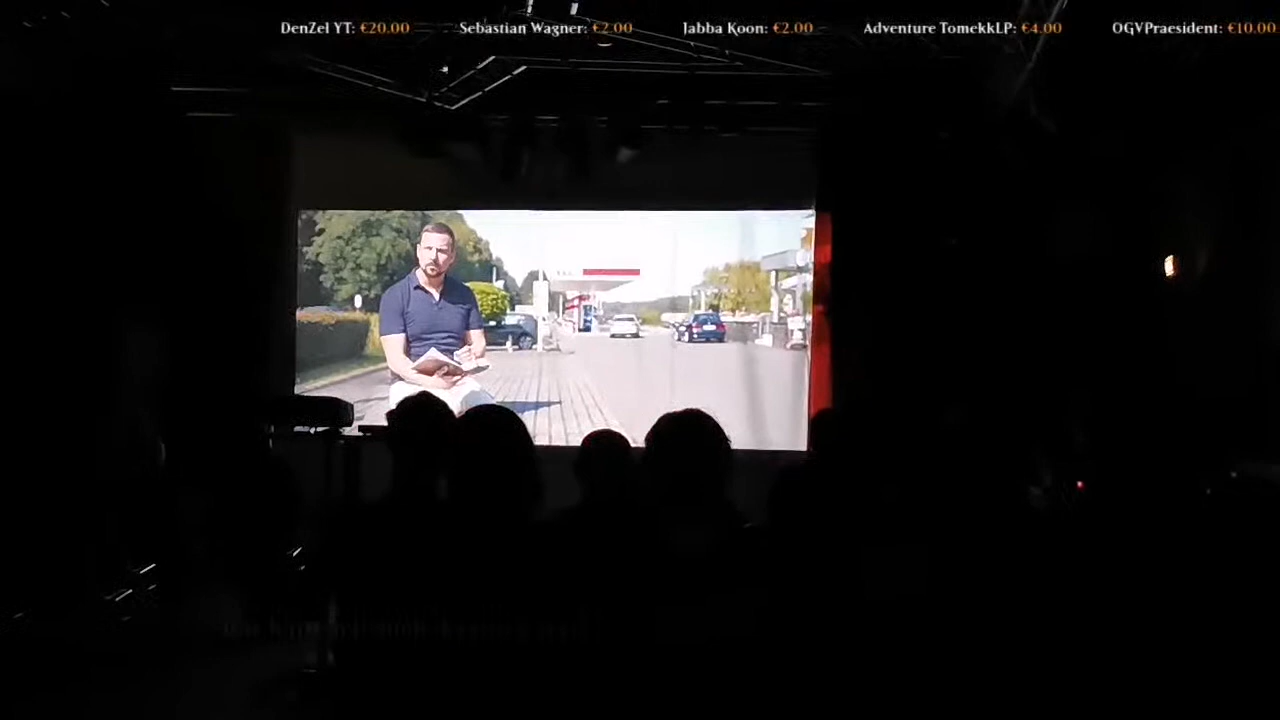 DenZel YT: €20.00 Sebastian Wagner: €2.00 Jabba Koon: €2.00 Adventure TomekkLP: €4.00 OGVPraesident: €10.00